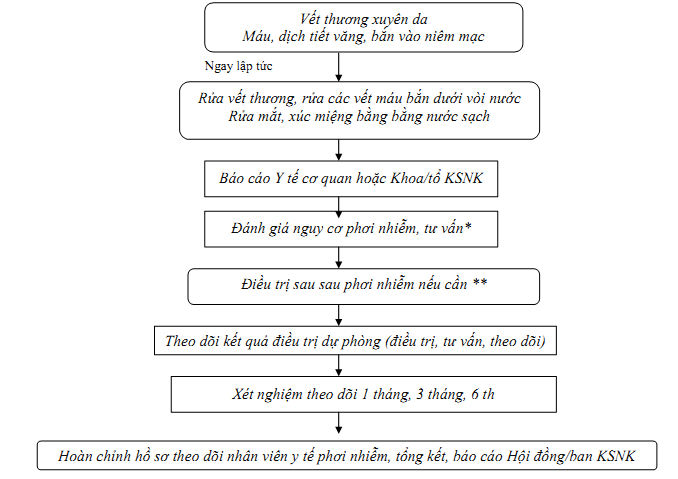 Vết thương xuyên da
Máu, dịch tiết văng, bắn vào niêm mạc
Ngay lập tức
Rửa vết thương, rửa các vết máu bắn dưới vòi nước
Rửa mắt, xúc miệng bằng bằng nước sạch
Báo cáo Y tế cơ quan hoặc Khoa/tổ KSNK
Đánh giá nguy cơ phơi nhiễm, tư vấn*
Điều trị sau sau phơi nhiễm nếu cần **
Theo dõi kết quả điều trị dự phòng (điều trị, tư vấn, theo dõi)
Xét nghiệm theo dõi 1 tháng, 3 tháng, 6 th
Hoàn chỉnh hồ sơ theo dõi nhân viên y tế phơi nhiễm, tổng kết, báo cáo Hội đồng/ban KSNK